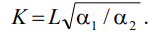 K = L√α₁ / α₂ .